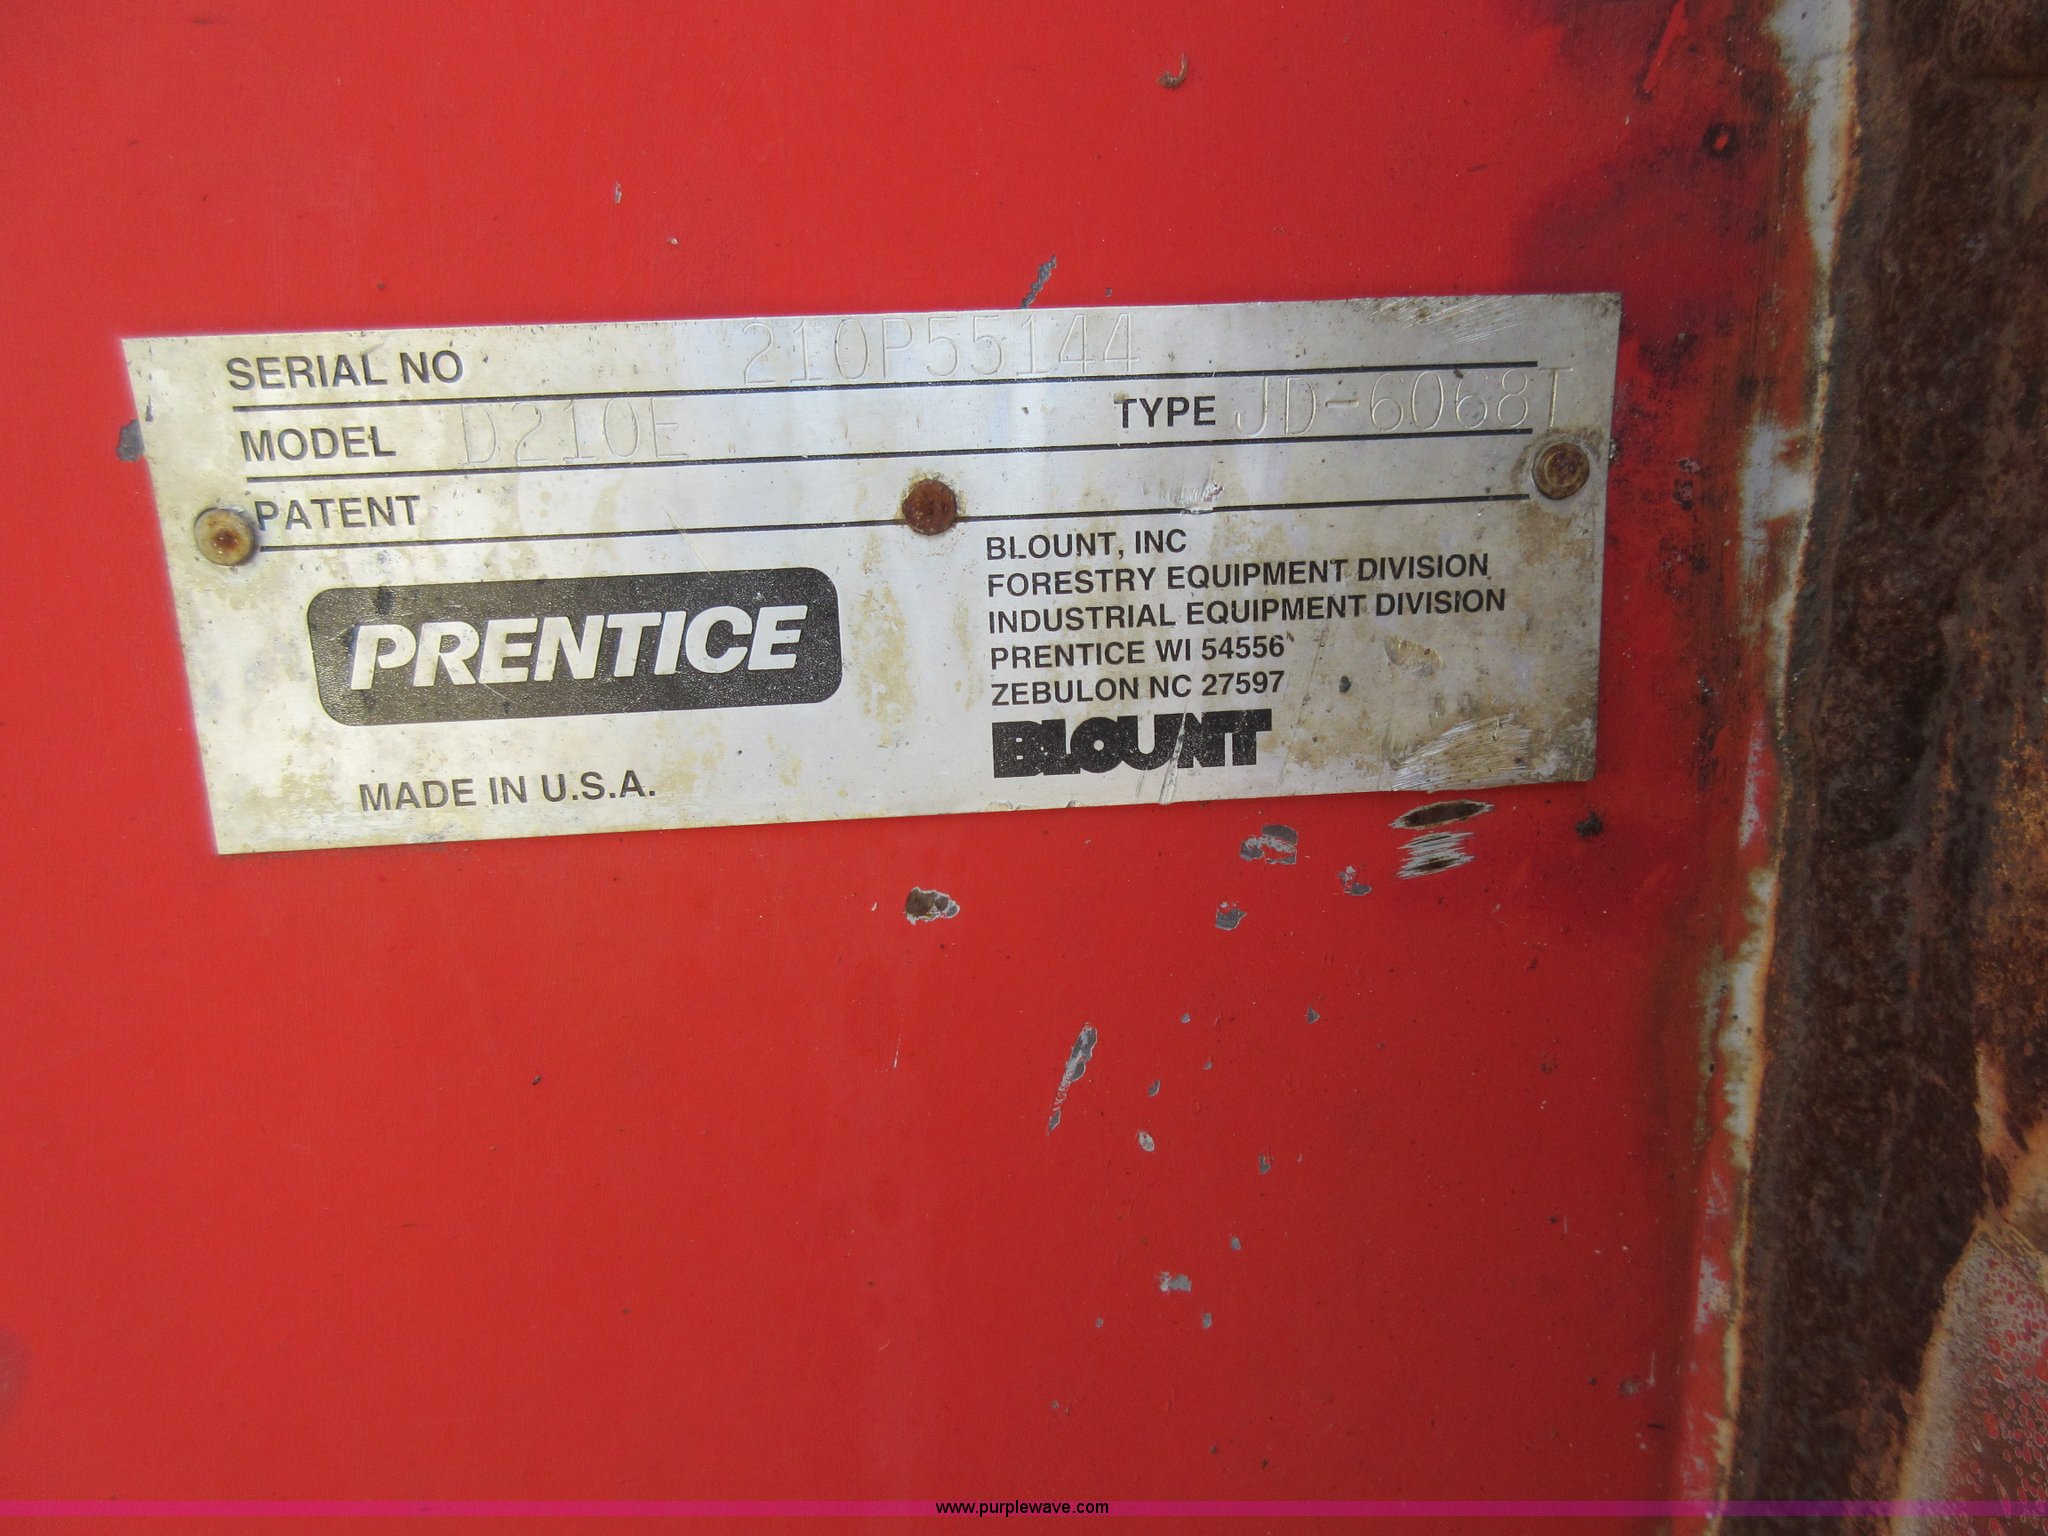 SERIAL NO 210P55144
MODEL D210E TYPE JD-6068T
PATENT
PRENTICE
MADE IN U.S.A.
BLOUNT, INC
FORESTRY EQUIPMENT DIVISION
INDUSTRIAL EQUIPMENT DIVISION
PRENTICE WI 54556
ZEBULON NC 27597
BLOUNT
www.purplewave.com